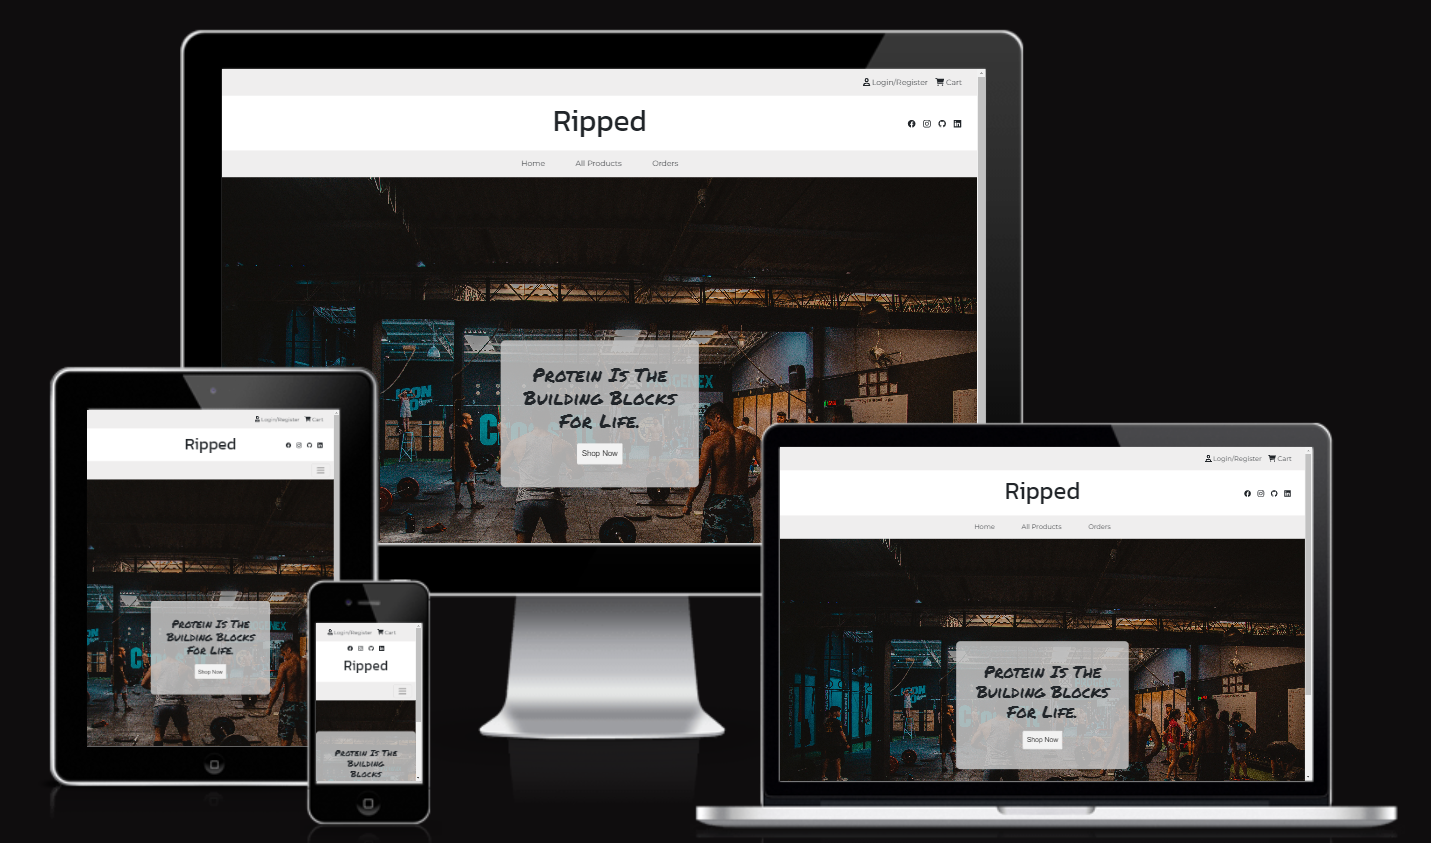 Login/Register Cart
Ripped
Home All Products Orders
ICON
Protein Is The
Building Blocks
For Life.
Shop Now
Login/Register Cart
Ripped
Protein Is The
Building Blocks
For Life.
Shop Now
Login/Register Cart
Ripped
Protein Is The
Building
Blocks
Login/Register Cart
Ripped
Home All Products Orders
Protein Is The
Building Blocks
For Life.
Shop Now